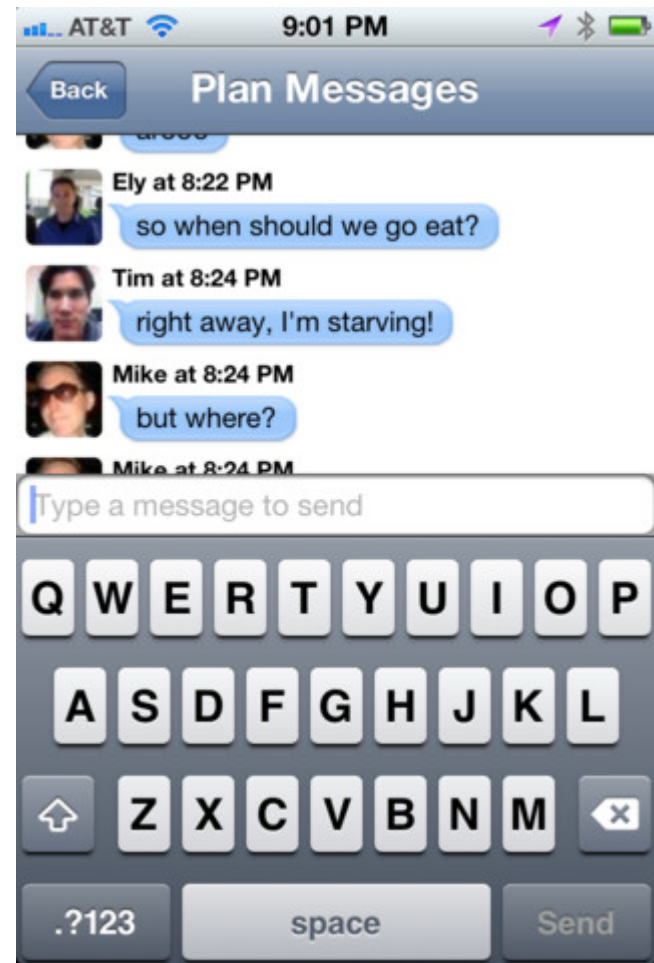 AT&T 9:01 PM
Back Plan Messages
Ely at 8:22 PM
so when should we go eat?
Tim at 8:24 PM
right away, I'm starving!
Mike at 8:24 PM
but where?
Mike at 8:24 PM
Type a message to send
Q W E R T Y U I O P
A S D F G H J K L
Z X C V B N M
.?123 space Send